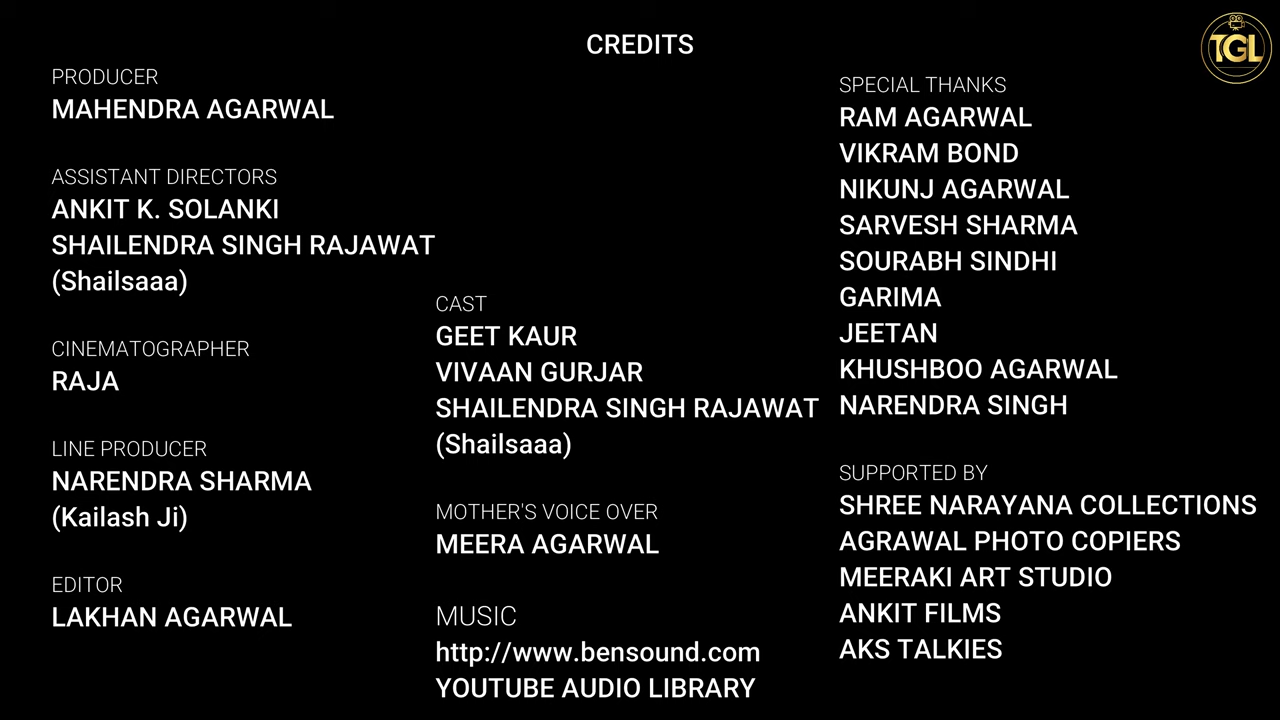 CREDITS
TGL
PRODUCER
MAHENDRA AGARWAL
ASSISTANT DIRECTORS
ANKIT K. SOLANKI
SHAILENDRA SINGH RAJAWAT
(Shailsaaa)
CINEMATOGRAPHER
RAJA
LINE PRODUCER
NARENDRA SHARMA
(Kailash Ji)
EDITOR
LAKHAN AGARWAL
CAST
GEET KAUR
VIVAAN GURJAR
SHAILENDRA SINGH RAJAWAT
(Shailsaaa)
MOTHER'S VOICE OVER
MEERA AGARWAL
MUSIC
http://www.bensound.com
YOUTUBE AUDIO LIBRARY
SPECIAL THANKS
RAM AGARWAL
VIKRAM BOND
NIKUNJ AGARWAL
SARVESH SHARMA
SOURABH SINDHI
GARIMA
JEETAN
KHUSHBOO AGARWAL
NARENDRA SINGH
SUPPORTED BY
SHREE NARAYANA COLLECTIONS
AGRAWAL PHOTO COPIERS
MEERAKI ART STUDIO
ANKIT FILMS
AKS TALKIES